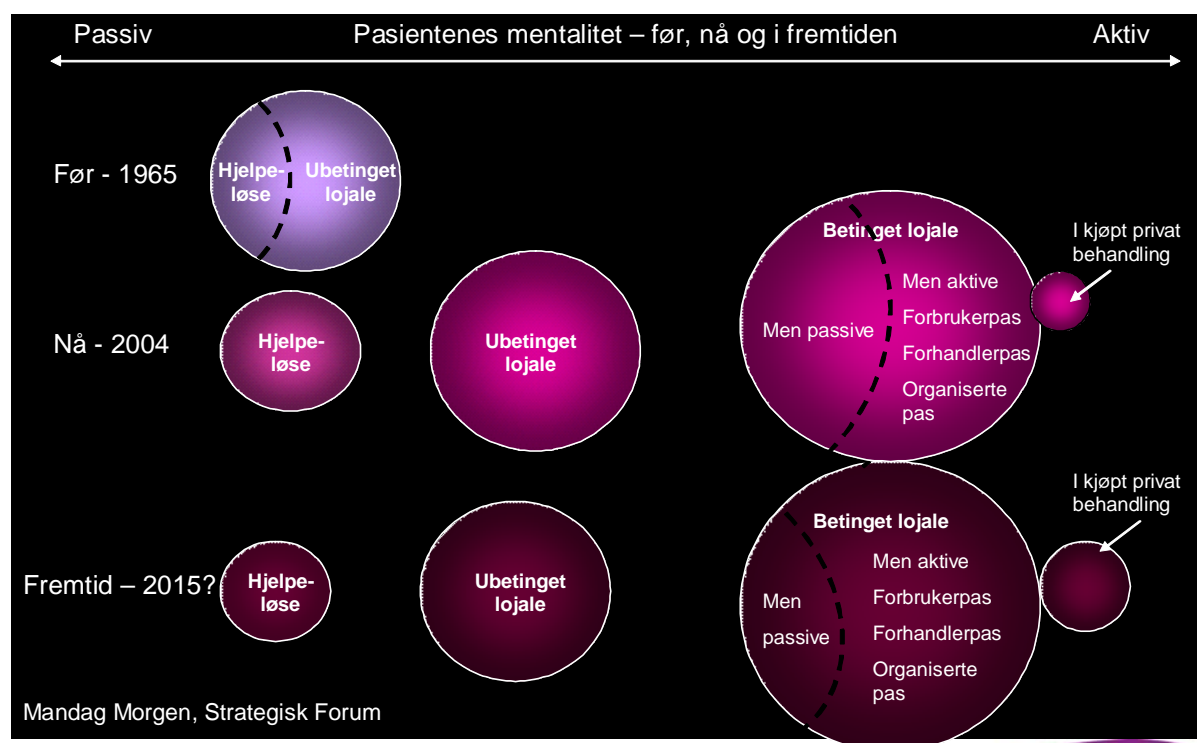 Passiv
Pasientenes mentalitet – før, nå og i fremtiden
Aktiv
Før - 1965
Hjelpe-
løse
Ubetinget
lojale
Nå - 2004
Hjelpe-
løse
Ubetinget
lojale
Betinget lojale
Men passive
Men aktive
Forbrukerpas
Forhandlerpas
Organiserte
pas
I kjøpt privat
behandling
Fremtid – 2015?
Hjelpe-
løse
Ubetinget
lojale
Betinget lojale
Men
passive
Men aktive
Forbrukerpas
Forhandlerpas
Organiserte
pas
I kjøpt privat
behandling
Mandag Morgen, Strategisk Forum